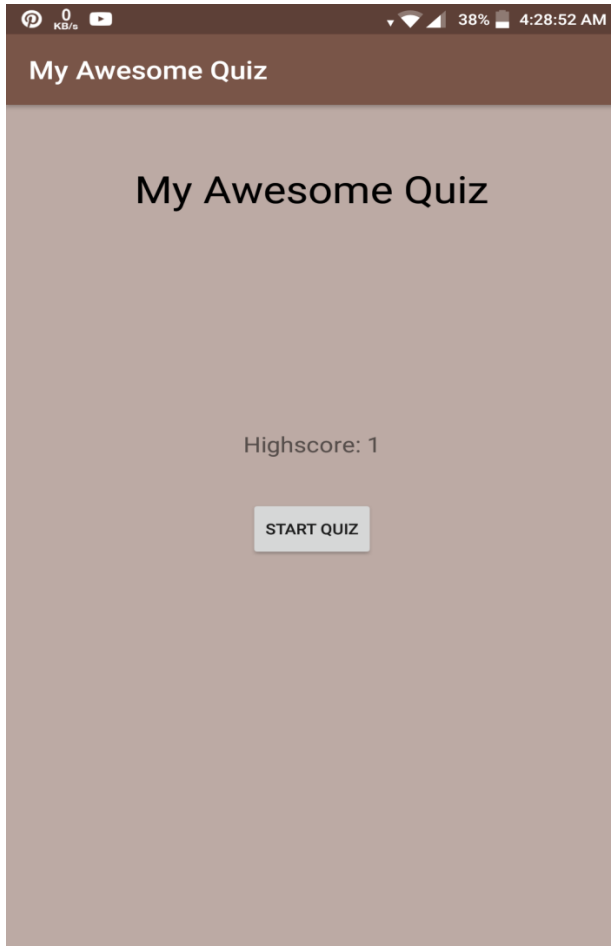 0
KB/s
38% 4:28:52 AM
My Awesome Quiz
My Awesome Quiz
Highscore: 1
START QUIZ